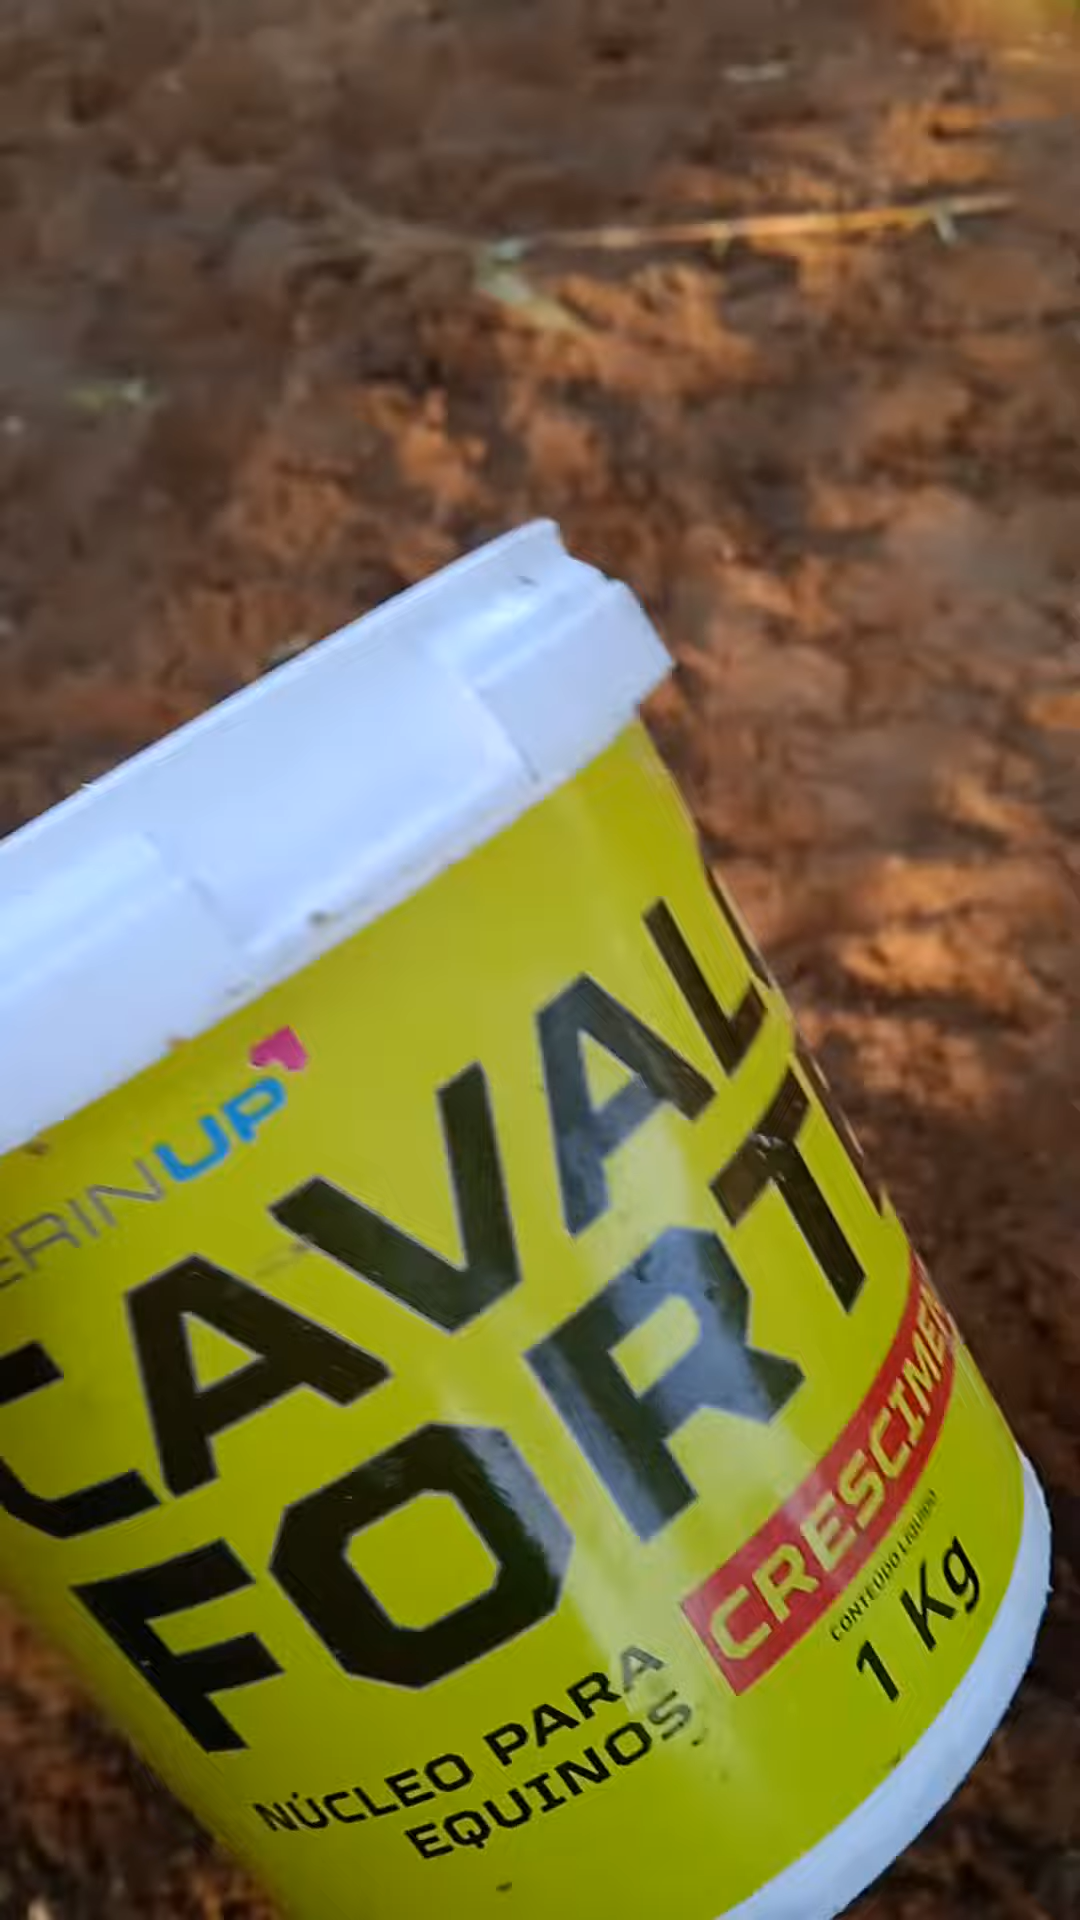 ERINUP
CAVAL
FORT
CRESCIME
NÚCLEO PARA
EQUINOS
CONTEÚDO LÍQUIDO
1 Kg